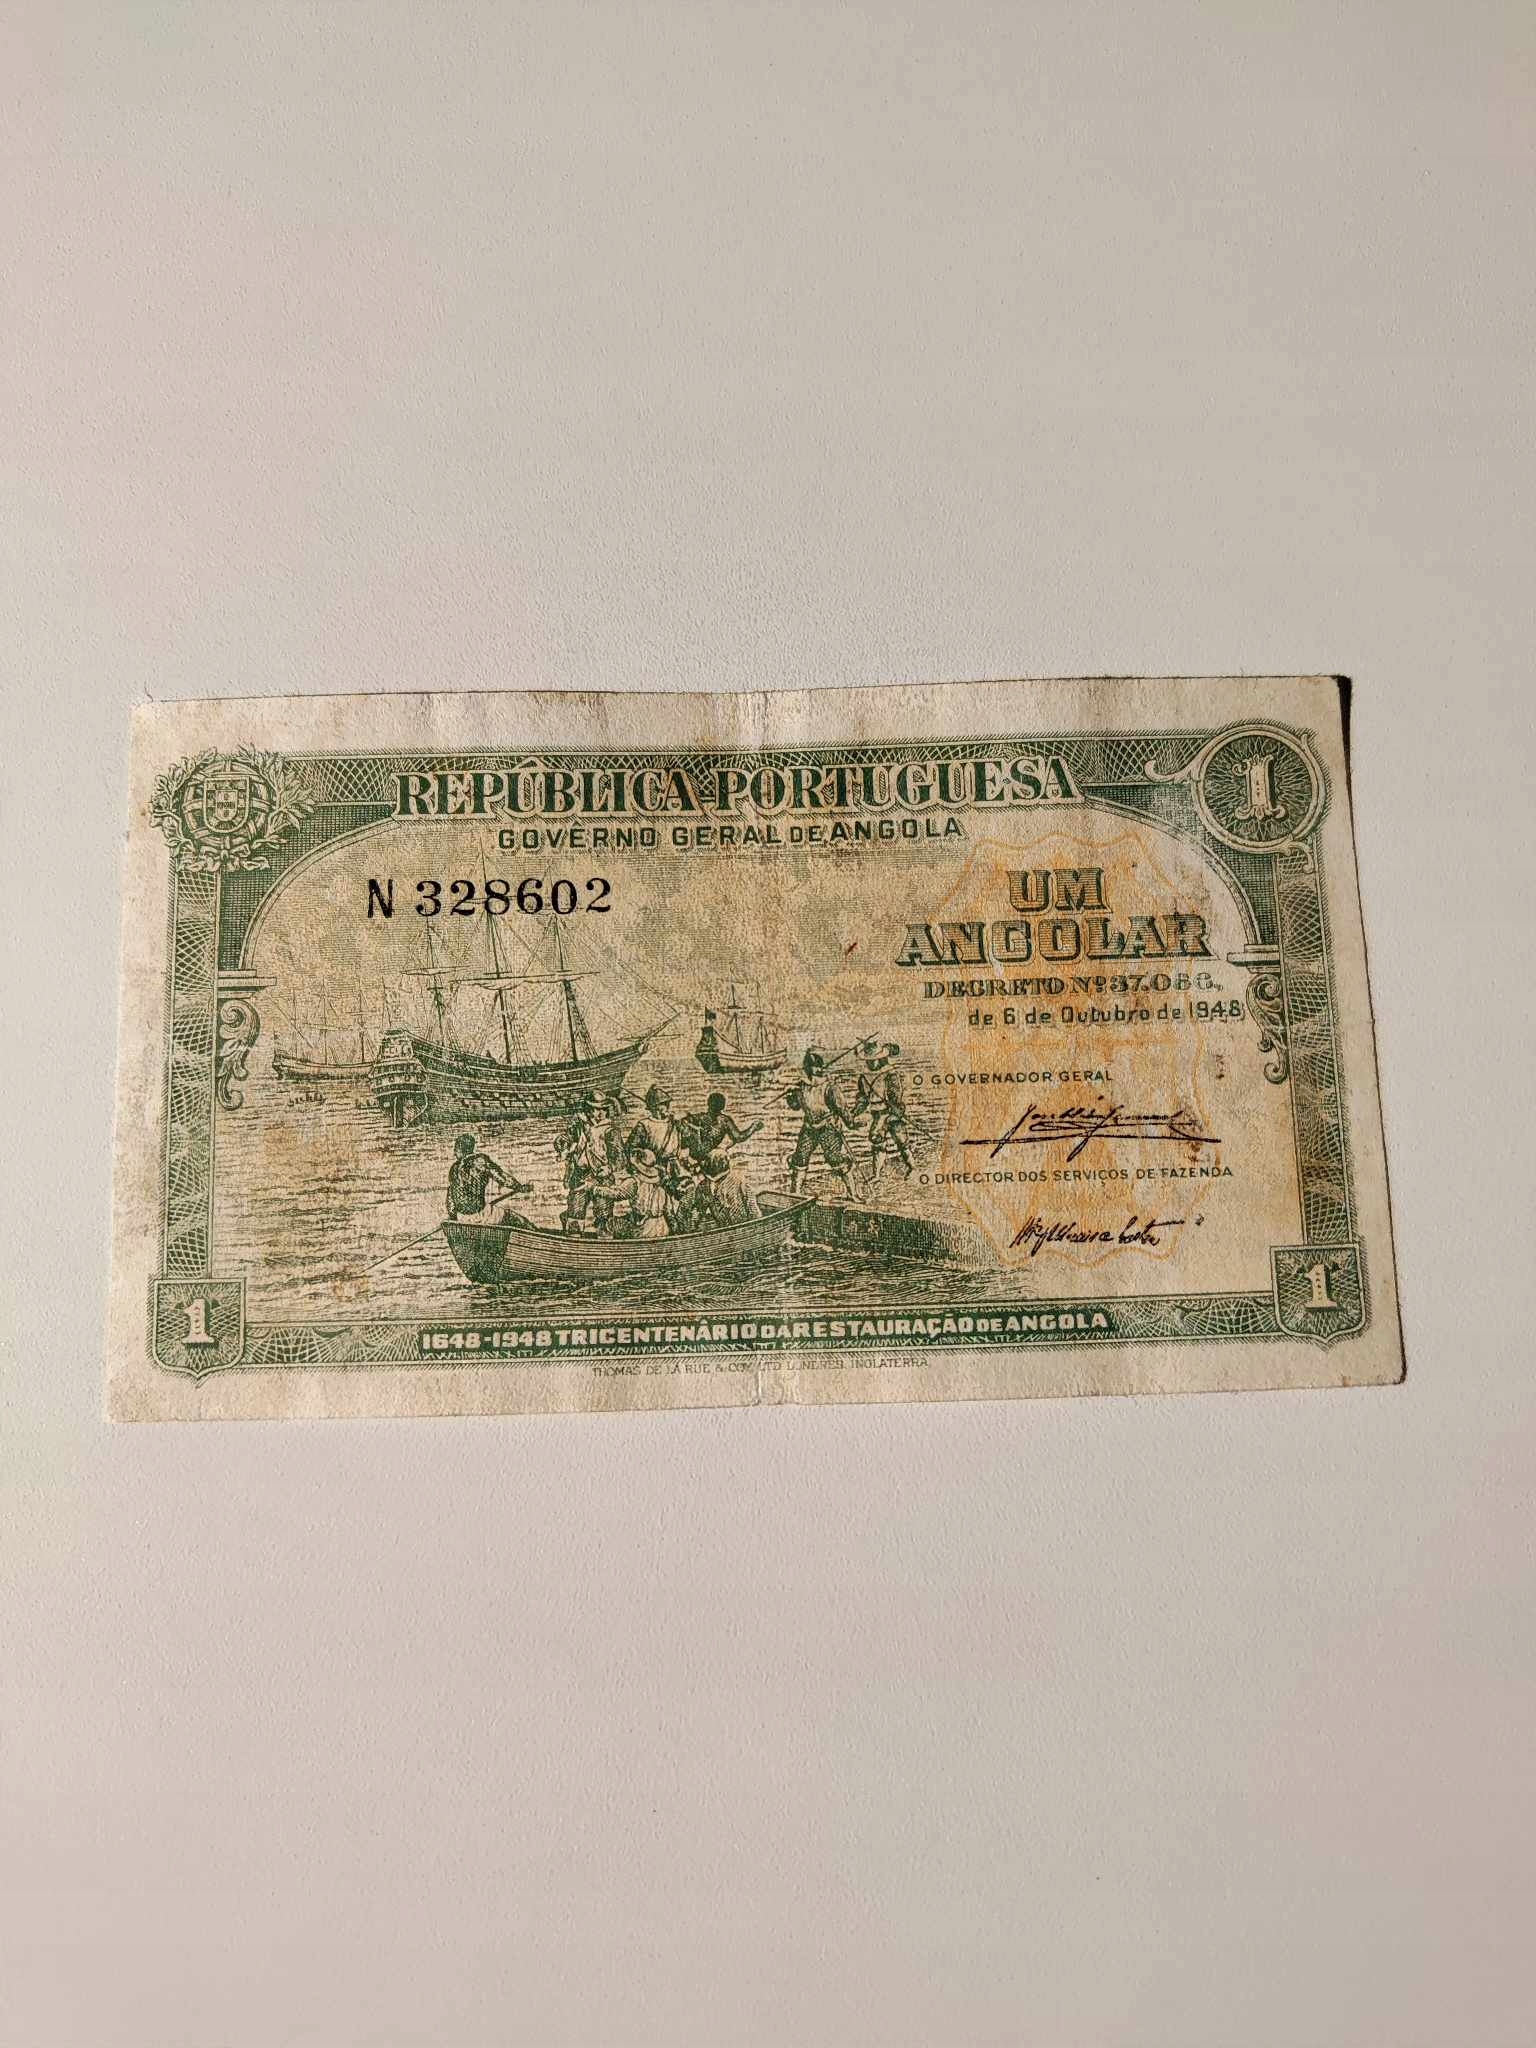 REPÚBLICA PORTUGUESA
1
GOVÊRNO GERAL DE ANGOLA
N 328602
UM
ANGOLAR
DECRETO Nº 37.086,
de 6 de Outubro de 1948
O GOVERNADOR GERAL
O DIRECTOR DOS SERVIÇOS DE FAZENDA
1
1
1648-1948 TRICENTENÁRIO DA RESTAURAÇÃO DE ANGOLA
THOMAS DE LA RUE & COY, LTD LONDRES, INGLATERRA.